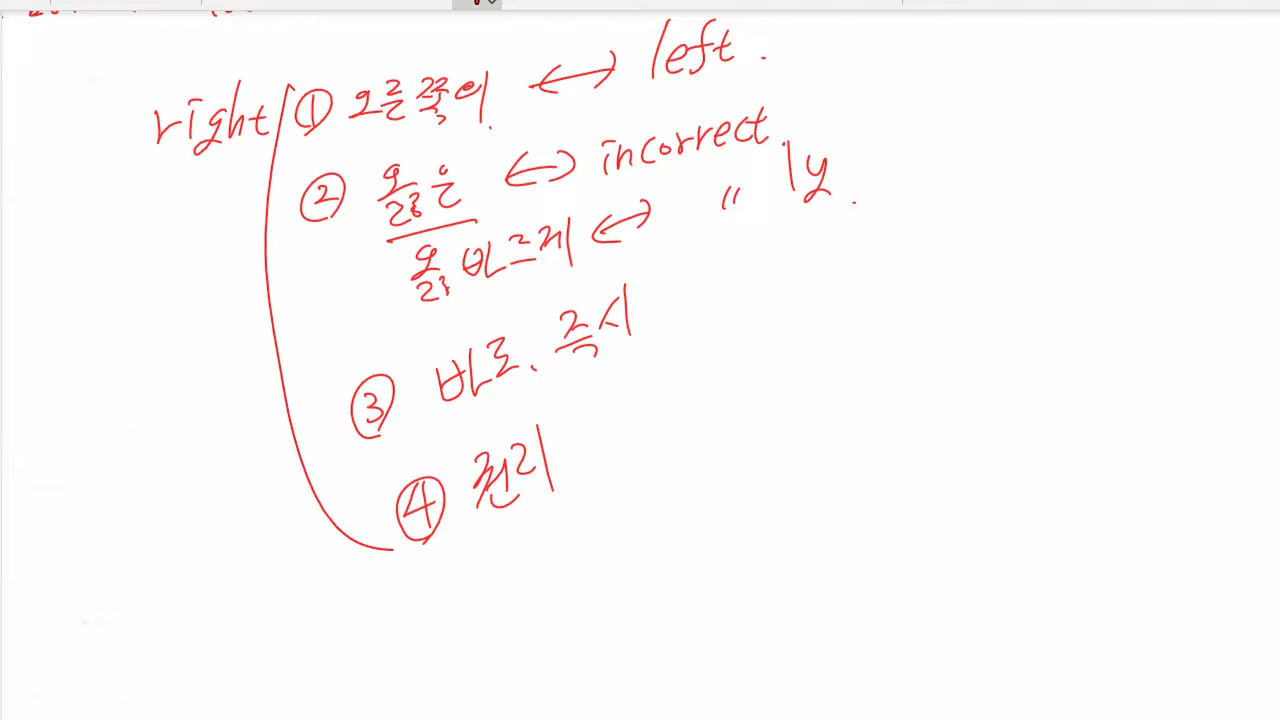 right ① 오른쪽의 ↔ left.
② 옳은 ↔ incorrect.
옳바르게 ↔ 〃 ly.
③ 바로. 즉시
④ 권리